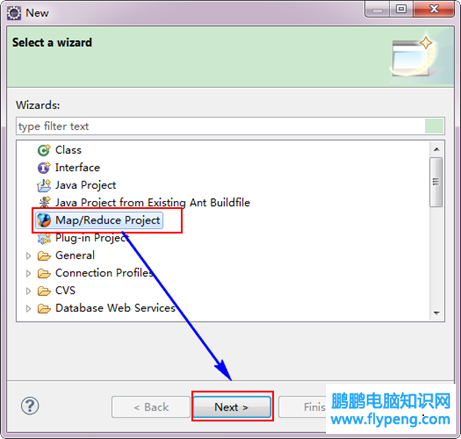 New
Select a wizard
Wizards:
type filter text
Class
Interface
Java Project
Java Project from Existing Ant Buildfile
Map/Reduce Project
Plug-in Project
General
Connection Profiles
CVS
Database Web Services
?
< Back
Next >
Finis
鹏鹏电脑知识网
www.flypeng.com